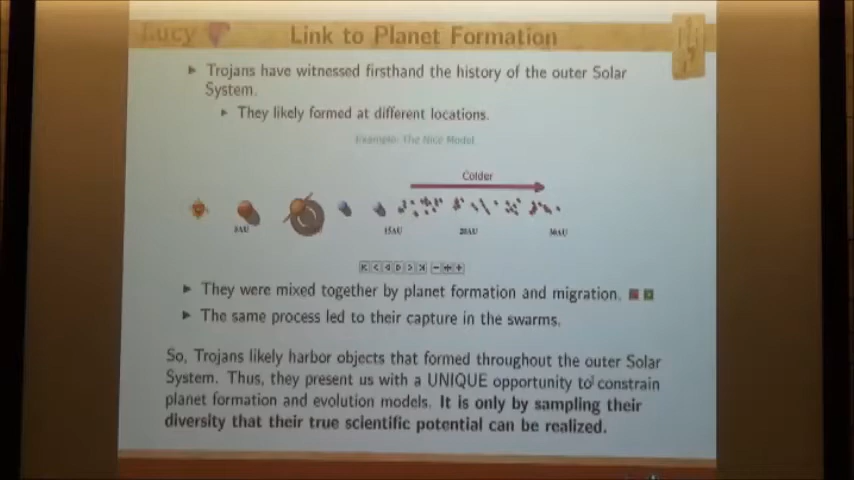 Lucy
Link to Planet Formation
Trojans have witnessed firsthand the history of the outer Solar
System.
They likely formed at different locations.
Example: The Nice Model
Colder
5AU
15AU
20AU
30AU
They were mixed together by planet formation and migration.
The same process led to their capture in the swarms.
So, Trojans likely harbor objects that formed throughout the outer Solar
System. Thus, they present us with a UNIQUE opportunity to constrain
planet formation and evolution models. It is only by sampling their
diversity that their true scientific potential can be realized.